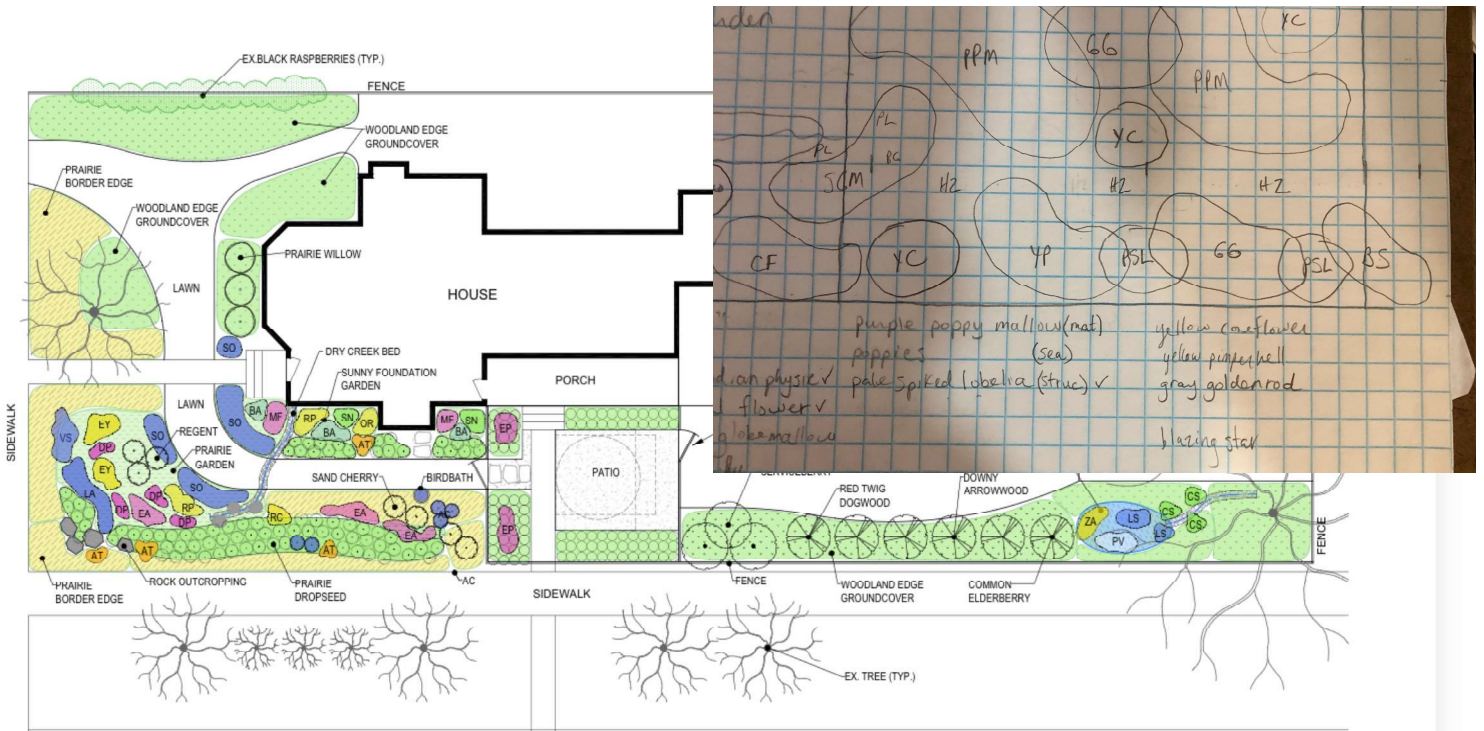 EX.BLACK RASPBERRIES (TYP.)
FENCE
WOODLAND EDGE
GROUNDCOVER
PRAIRIE
BORDER EDGE
WOODLAND EDGE
GROUNDCOVER
PRAIRIE WILLOW
LAWN
HOUSE
SO
DRY CREEK BED
SUNNY FOUNDATION
GARDEN
PORCH
SIDEWALK
LAWN
SO
BA
MF
RP
BA
SN
OR
AT
MF
SN
BA
EP
VS
EY
DP
SO
REGENT
PRAIRIE
GARDEN
EY
SAND CHERRY
BIRDBATH
PATIO
LA
DP
DP
EA
RP
DP
SO
RC
EA
EA
EP
AT
AT
AT
ROCK OUTCROPPING
PRAIRIE
DROPSEED
PRAIRIE
BORDER EDGE
AC
SIDEWALK
FENCE
RED TWIG
DOGWOOD
DOWNY
ARROWWOOD
WOODLAND EDGE
GROUNDCOVER
COMMON
ELDERBERRY
ZA
LS
LS
PV
CS
CS
CS
FENCE
EX. TREE (TYP.)
PPM
GG
YC
PPM
PL
YC
PL
BG
SGM
HZ
HZ
HZ
CF
YC
YP
PSL
GG
PSL
BS
purple poppy mallow (mat)
yellow coneflower
poppies (sea)
pale spiked lobelia (struc) ✓
gray goldenrod
flower ✓
globemallow
blazing star